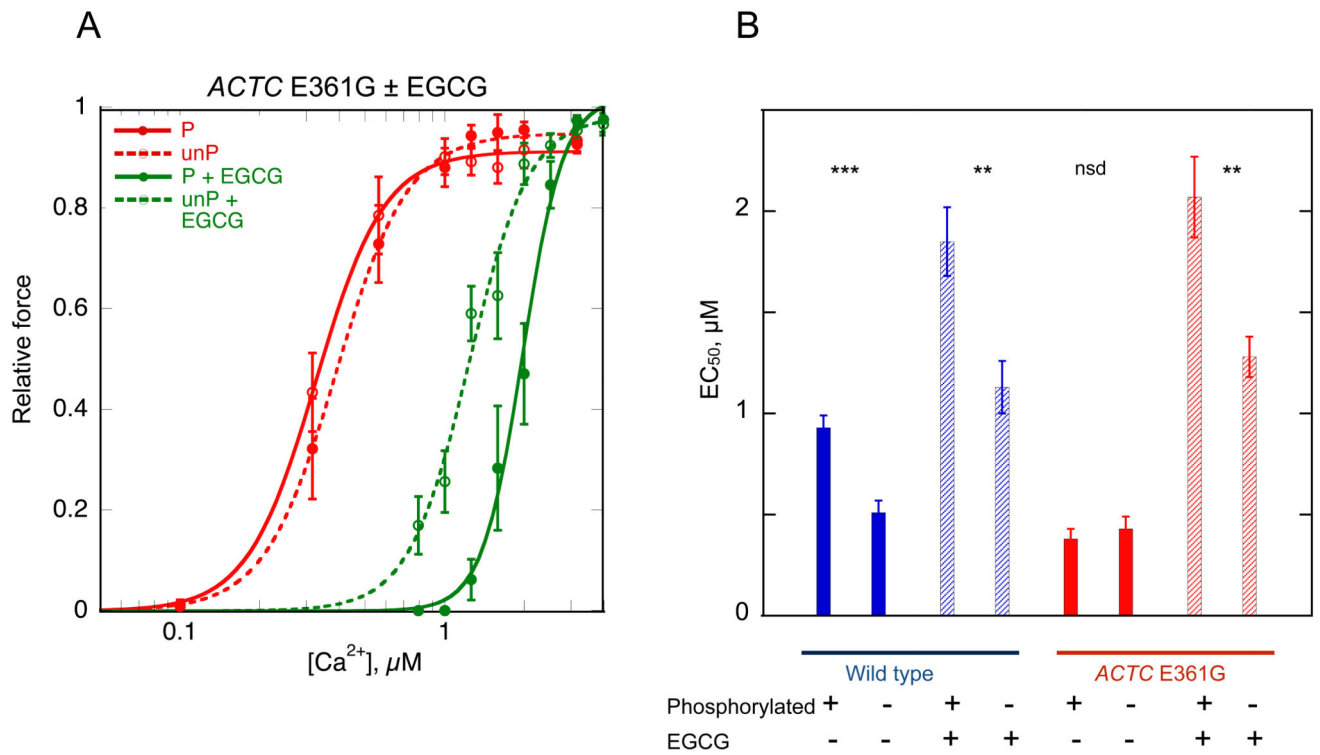 A
ACTC E361G ± EGCG
P
unP
P + EGCG
unP +
EGCG
1
0.8
0.6
0.4
0.2
0
0.1
1
Relative force
[Ca²⁺], µM
B
*** ** nsd **
2
1
0
EC₅₀, µM
Wild type
ACTC E361G
Phosphorylated + - + - + - + -
EGCG - - + + - - + +